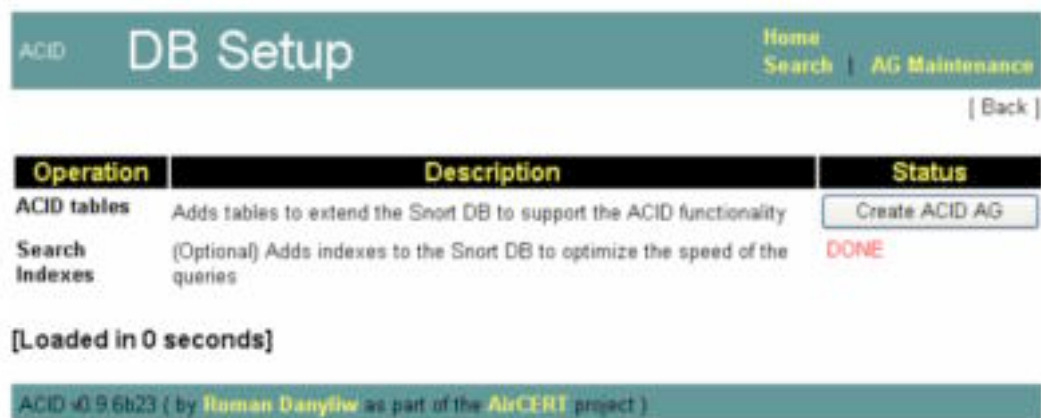 ACID DB Setup
Home
Search | AG Maintenance
[ Back ]
Operation Description Status
ACID tables Adds tables to extend the Snort DB to support the ACID functionality Create ACID AG
Search Indexes (Optional) Adds indexes to the Snort DB to optimize the speed of the queries DONE
[Loaded in 0 seconds]
ACID v0.9.6b23 ( by Roman Danyliw as part of the AirCERT project )